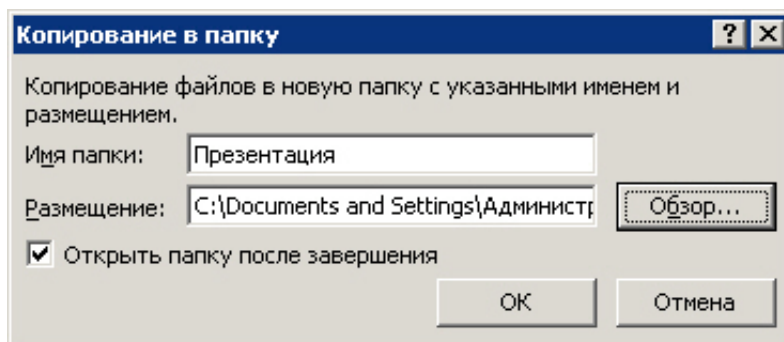 Копирование в папку
Копирование файлов в новую папку с указанными именем и
размещением.
Имя папки: Презентация
Размещение: C:\Documents and Settings\Админист Обзор...
Открыть папку после завершения
ОК Отмена